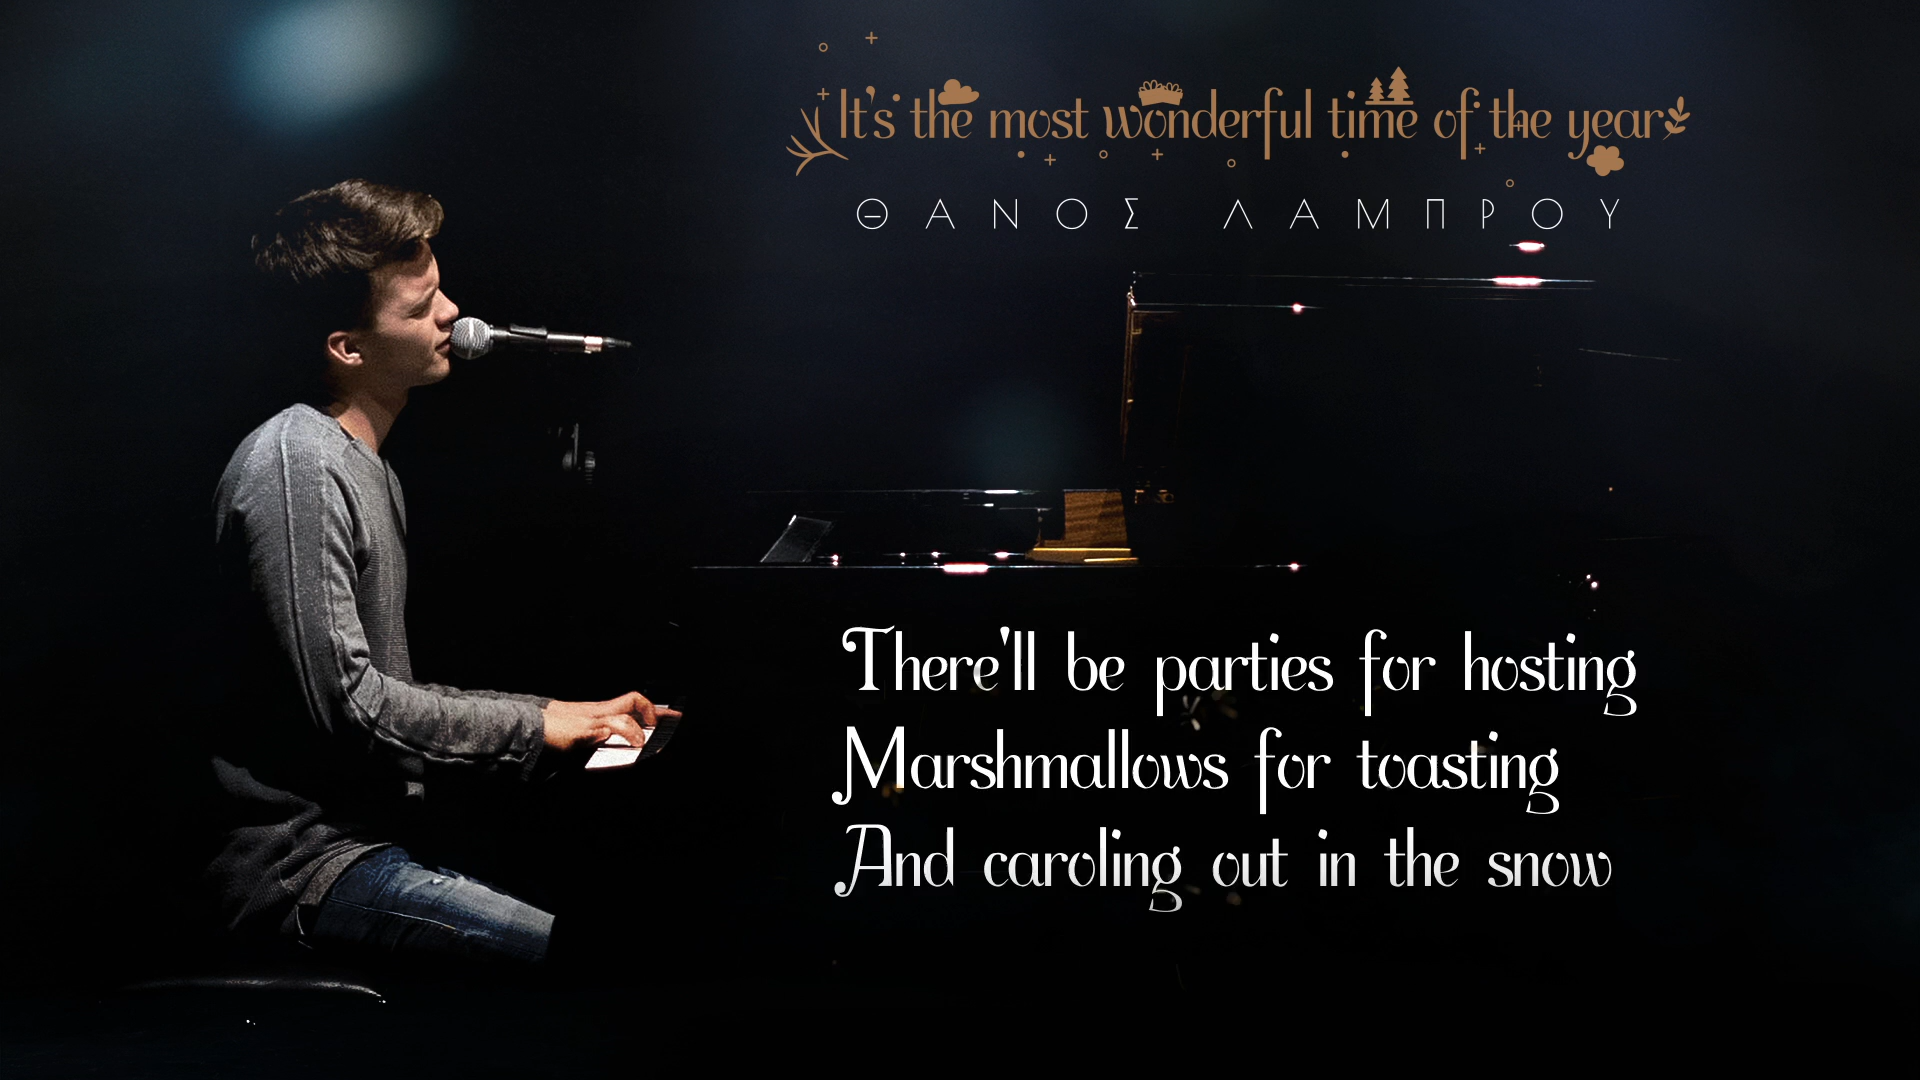 It's the most wonderful time of the year
ΘΑΝΟΣ ΛΑΜΠΡΟΥ
There'll be parties for hosting
Marshmallows for toasting
And caroling out in the snow